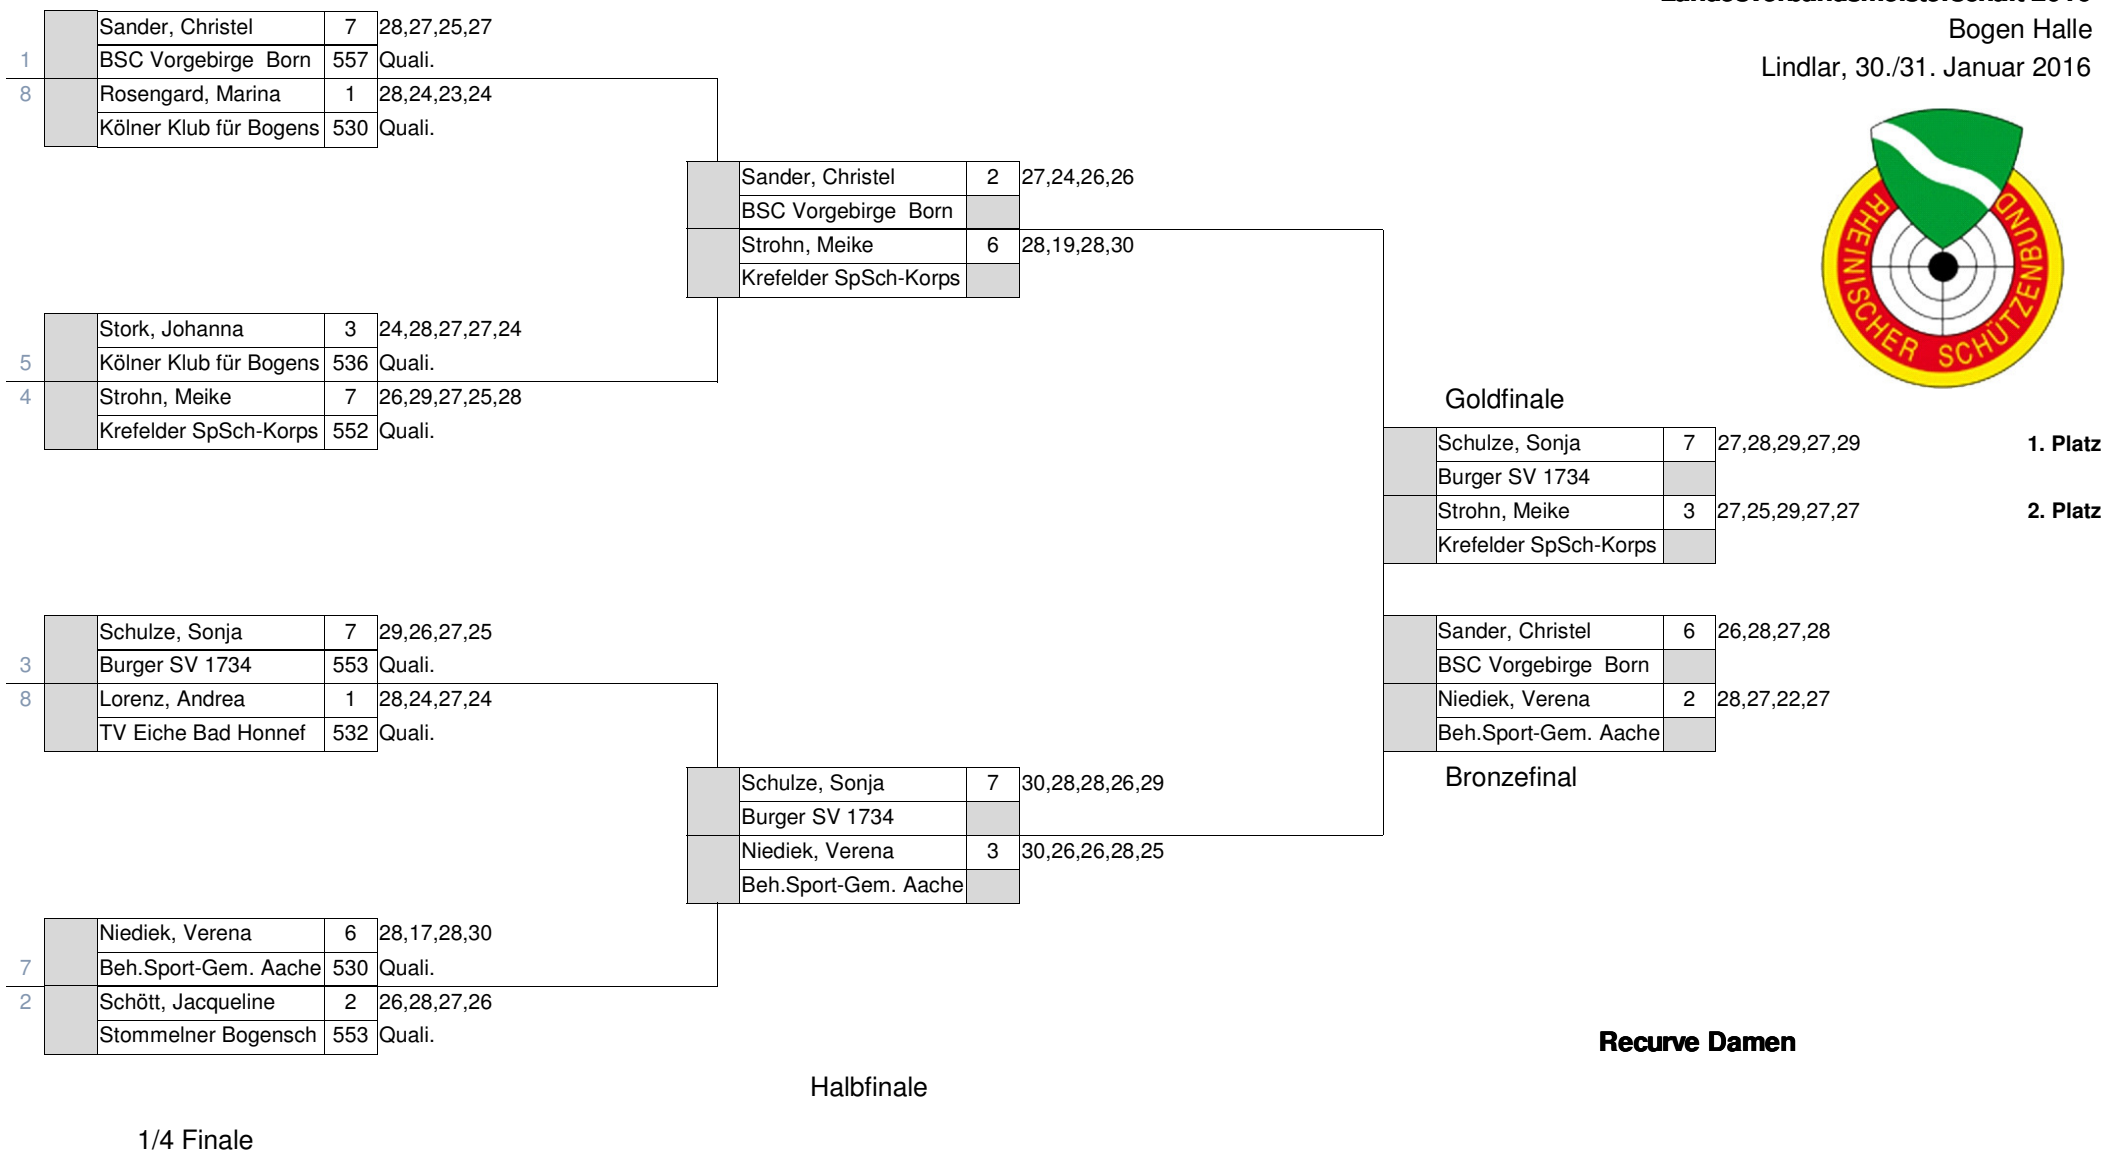 Bogen Halle
Lindlar, 30./31. Januar 2016
RHEINISCHER SCHÜTZENBUND
Sander, Christel 7 28,27,25,27
1 BSC Vorgebirge Born 557 Quali.
8 Rosengard, Marina 1 28,24,23,24
Kölner Klub für Bogens 530 Quali.
Stork, Johanna 3 24,28,27,27,24
5 Kölner Klub für Bogens 536 Quali.
4 Strohn, Meike 7 26,29,27,25,28
Krefelder SpSch-Korps 552 Quali.
Schulze, Sonja 7 29,26,27,25
3 Burger SV 1734 553 Quali.
8 Lorenz, Andrea 1 28,24,27,24
TV Eiche Bad Honnef 532 Quali.
Niediek, Verena 6 28,17,28,30
7 Beh.Sport-Gem. Aache 530 Quali.
2 Schött, Jacqueline 2 26,28,27,26
Stommelner Bogensch 553 Quali.
1/4 Finale
Sander, Christel 2 27,24,26,26
BSC Vorgebirge Born
Strohn, Meike 6 28,19,28,30
Krefelder SpSch-Korps
Schulze, Sonja 7 30,28,28,26,29
Burger SV 1734
Niediek, Verena 3 30,26,26,28,25
Beh.Sport-Gem. Aache
Halbfinale
Goldfinale
Schulze, Sonja 7 27,28,29,27,29 1. Platz
Burger SV 1734
Strohn, Meike 3 27,25,29,27,27 2. Platz
Krefelder SpSch-Korps
Sander, Christel 6 26,28,27,28
BSC Vorgebirge Born
Niediek, Verena 2 28,27,22,27
Beh.Sport-Gem. Aache
Bronzefinal
Recurve Damen